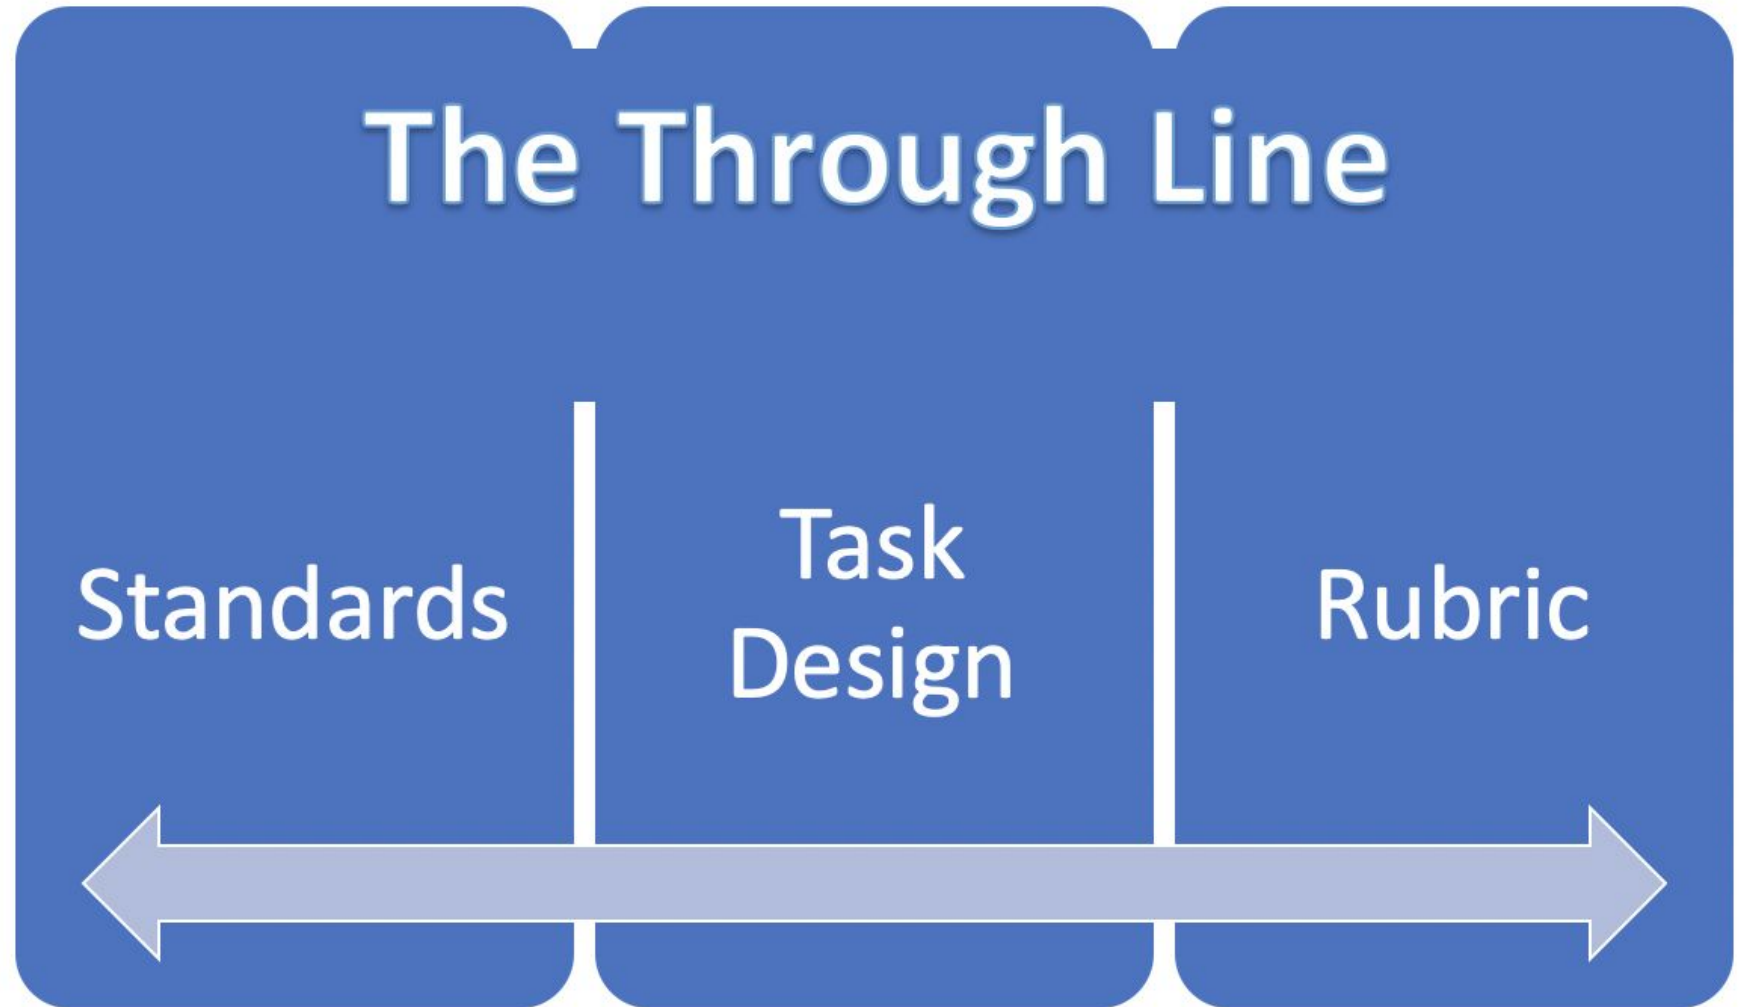 The Through Line
Standards
Task
Design
Rubric